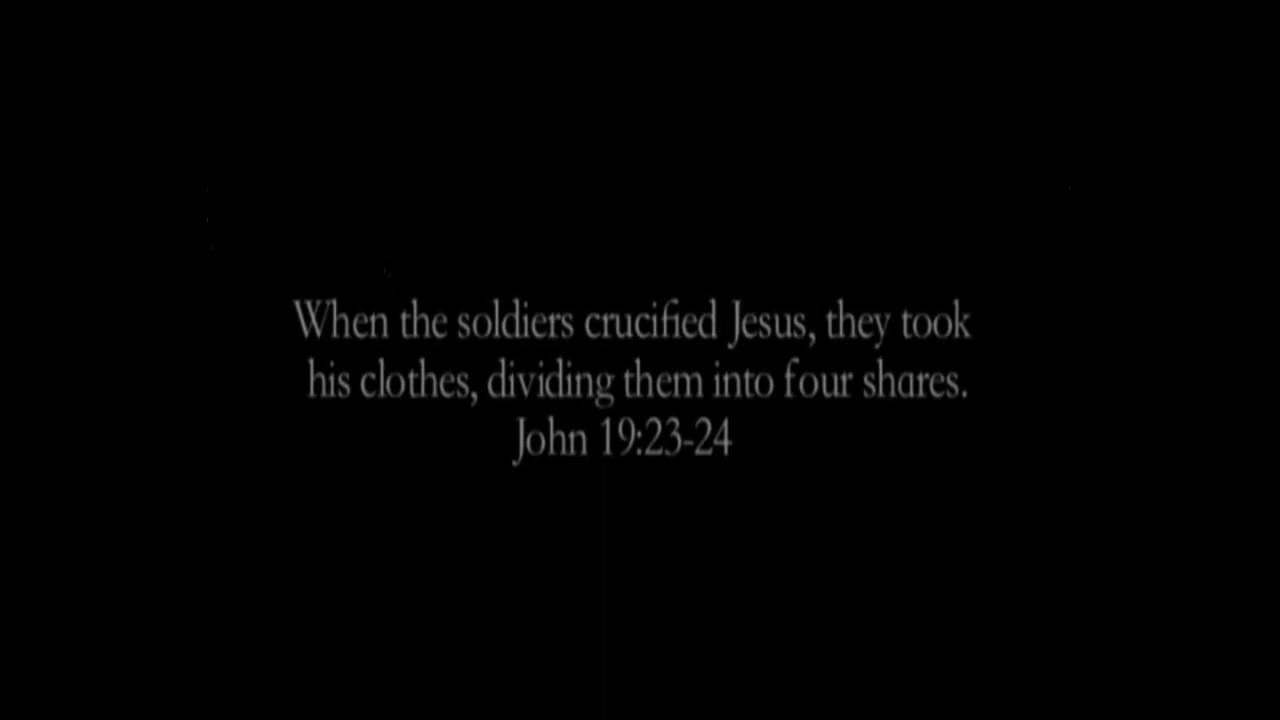 When the soldiers crucified Jesus, they took
his clothes, dividing them into four shares.
John 19:23-24